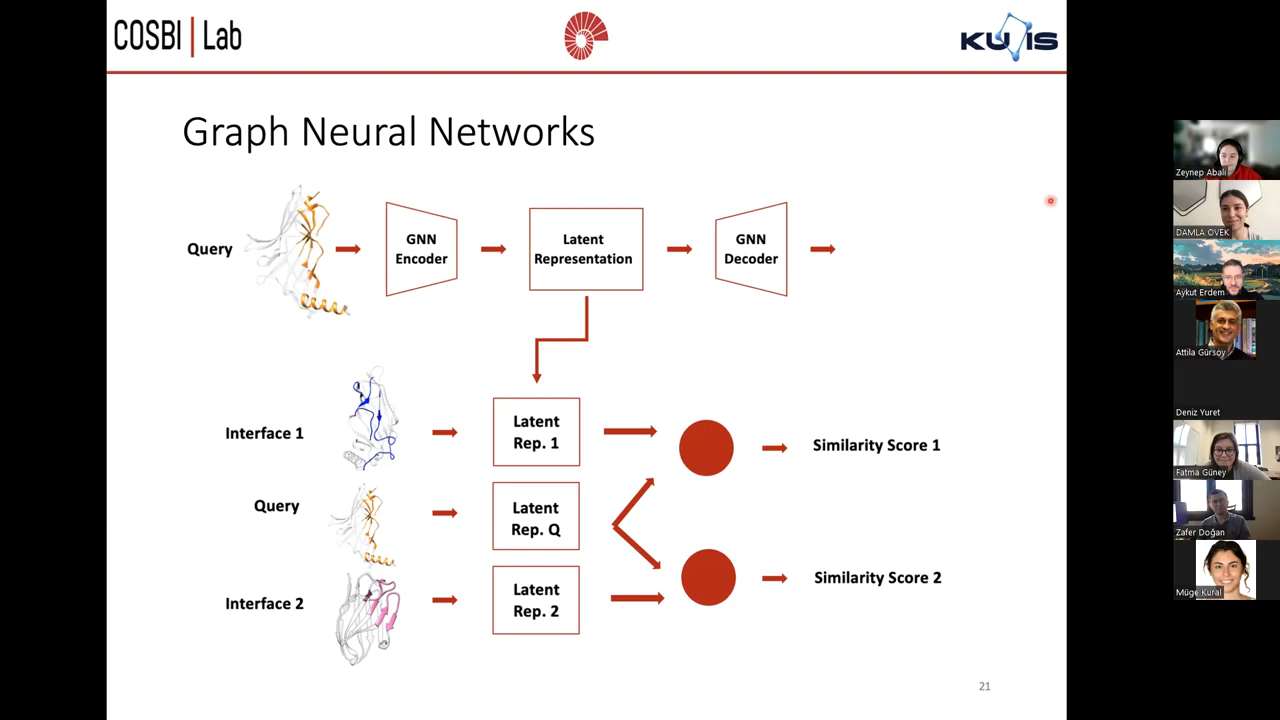 COSBI | Lab
KUIS
Graph Neural Networks
Query
GNN
Encoder
Latent
Representation
GNN
Decoder
Interface 1
Latent
Rep. 1
Similarity Score 1
Query
Latent
Rep. Q
Interface 2
Latent
Rep. 2
Similarity Score 2
21
Zeynep Abali
DAMLA OVEK
Aykut Erdem
Attila Gürsoy
Deniz Yuret
Fatma Güney
Zafer Doğan
Müge Kural